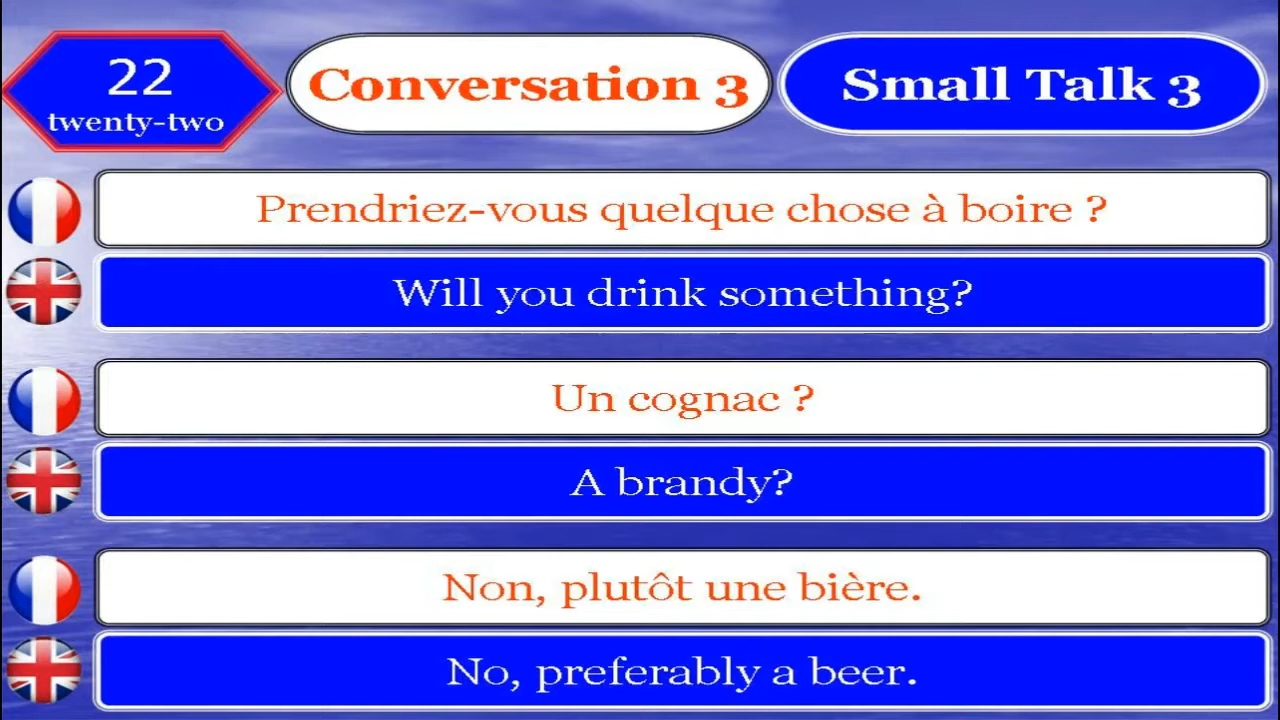 22
twenty-two
Conversation 3
Small Talk 3
Prendriez-vous quelque chose à boire ?
Will you drink something?
Un cognac ?
A brandy?
Non, plutôt une bière.
No, preferably a beer.